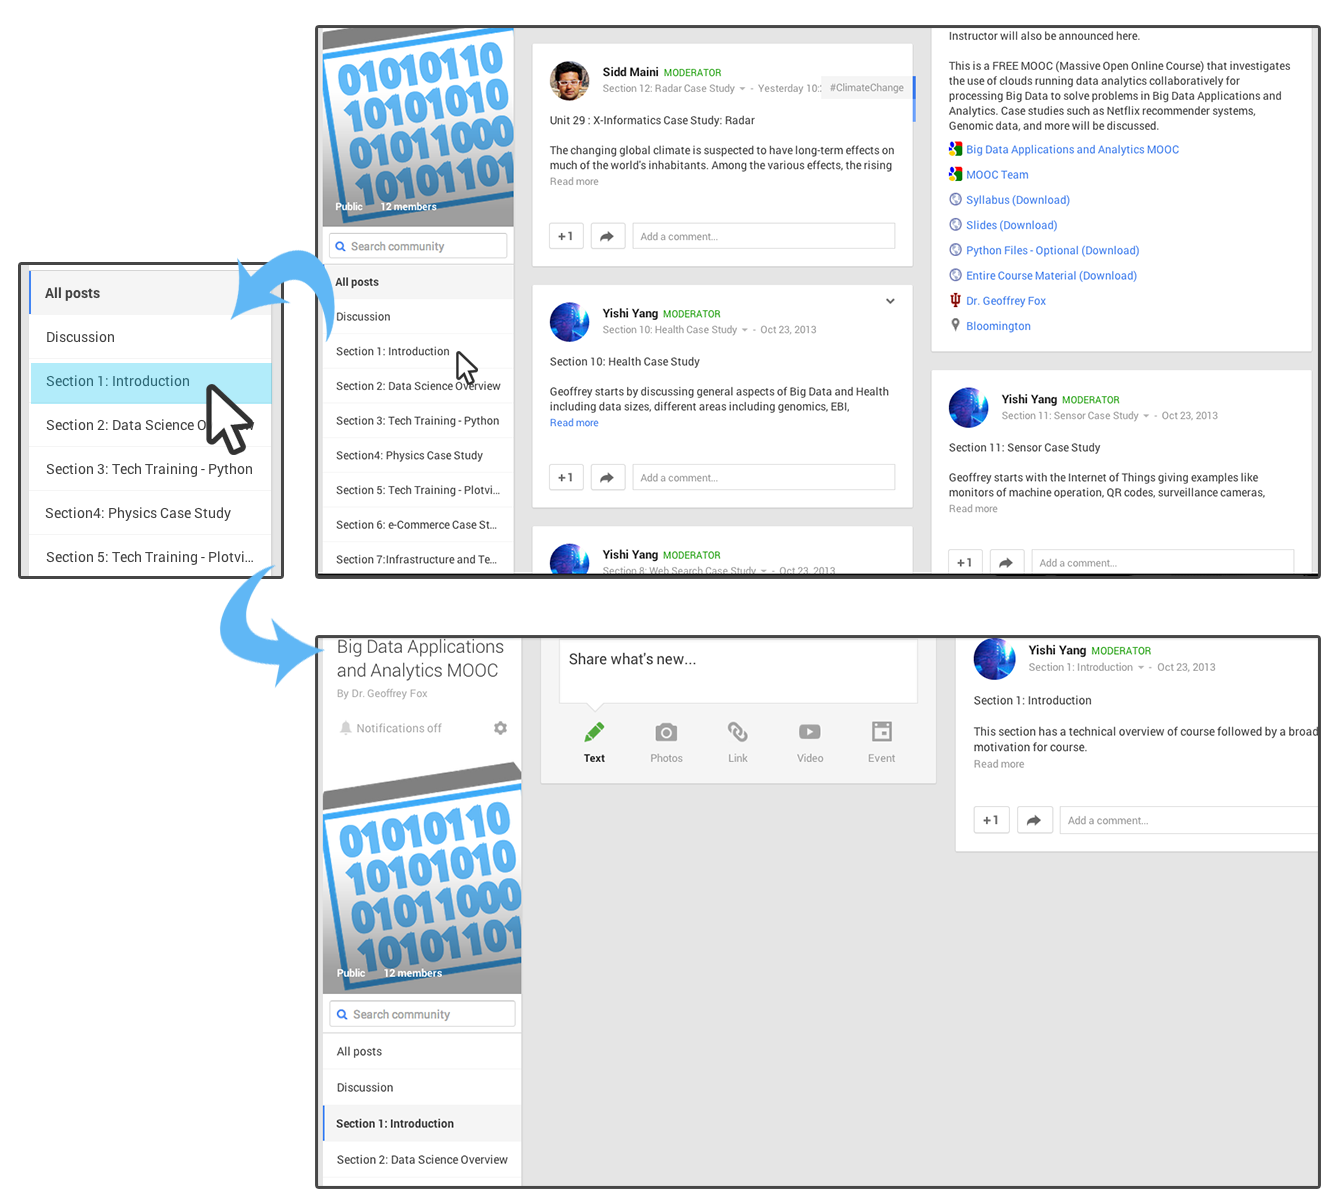 01010110
10101010
01011000
10101101
Public 12 members
Search community
All posts
Discussion
Section 1: Introduction
Section 2: Data Science Overview
Section 3: Tech Training - Python
Section4: Physics Case Study
Section 5: Tech Training - Plotvi...
Section 6: e-Commerce Case St...
Section 7:Infrastructure and Te...
Sidd Maini MODERATOR
Section 12: Radar Case Study - Yesterday 10:
#ClimateChange
Unit 29 : X-Informatics Case Study: Radar
The changing global climate is suspected to have long-term effects on
much of the world's inhabitants. Among the various effects, the rising
Read more
+1
Add a comment...
Yishi Yang MODERATOR
Section 10: Health Case Study - Oct 23, 2013
Section 10: Health Case Study
Geoffrey starts by discussing general aspects of Big Data and Health
including data sizes, different areas including genomics, EBI,
Read more
+1
Add a comment...
Yishi Yang MODERATOR
Section 8: Web Search Case Study - Oct 23, 2013
Instructor will also be announced here.
This is a FREE MOOC (Massive Open Online Course) that investigates
the use of clouds running data analytics collaboratively for
processing Big Data to solve problems in Big Data Applications and
Analytics. Case studies such as Netflix recommender systems,
Genomic data, and more will be discussed.
Big Data Applications and Analytics MOOC
MOOC Team
Syllabus (Download)
Slides (Download)
Python Files - Optional (Download)
Entire Course Material (Download)
Dr. Geoffrey Fox
Bloomington
Yishi Yang MODERATOR
Section 11: Sensor Case Study - Oct 23, 2013
Section 11: Sensor Case Study
Geoffrey starts with the Internet of Things giving examples like
monitors of machine operation, QR codes, surveillance cameras,
Read more
+1
Add a comment...
All posts
Discussion
Section 1: Introduction
Section 2: Data Science
Section 3: Tech Training - Python
Section4: Physics Case Study
Section 5: Tech Training - Plotvi...
Big Data Applications
and Analytics MOOC
By Dr. Geoffrey Fox
Notifications off
01010110
10101010
01011000
10101101
Public 12 members
Search community
All posts
Discussion
Section 1: Introduction
Section 2: Data Science Overview
Share what's new...
Text Photos Link Video Event
Yishi Yang MODERATOR
Section 1: Introduction - Oct 23, 2013
Section 1: Introduction
This section has a technical overview of course followed by a broad
motivation for course.
Read more
+1
Add a comment...